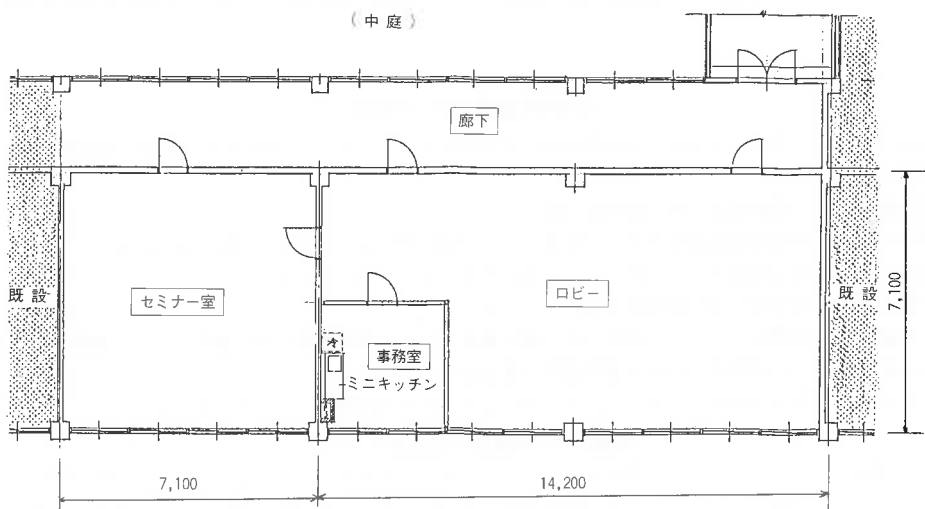 (中庭)
廊下
既設
セミナー室
ロビー
既設
7,100
冷
事務室
ミニキッチン
7,100
14,200